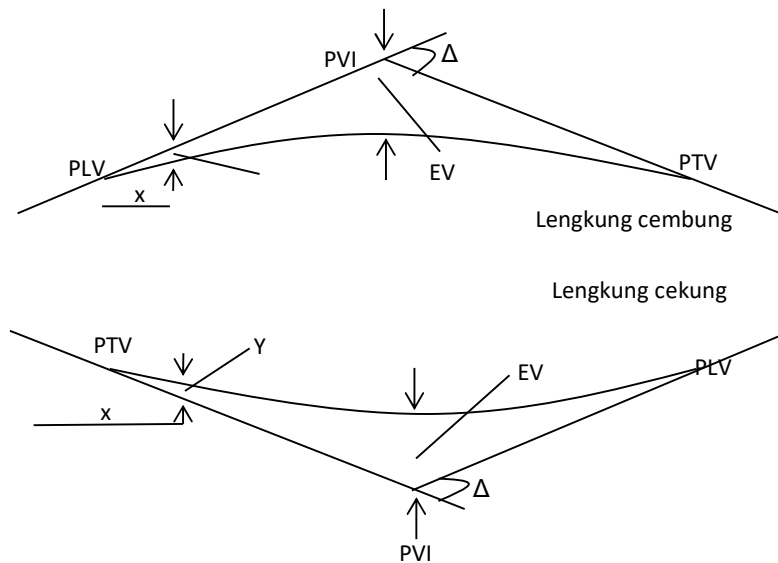 PVI
Δ
PLV
EV
PTV
x
Lengkung cembung
Lengkung cekung
PTV
Y
EV
PLV
x
Δ
PVI